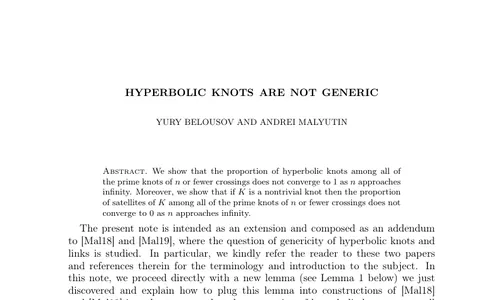 HYPERBOLIC KNOTS ARE NOT GENERIC
YURY BELOUSOV AND ANDREI MALYUTIN
Abstract. We show that the proportion of hyperbolic knots among all of
the prime knots of n or fewer crossings does not converge to 1 as n approaches
infinity. Moreover, we show that if K is a nontrivial knot then the proportion
of satellites of K among all of the prime knots of n or fewer crossings does not
converge to 0 as n approaches infinity.
The present note is intended as an extension and composed as an addendum
to [Mal18] and [Mal19], where the question of genericity of hyperbolic knots and
links is studied. In particular, we kindly refer the reader to these two papers
and references therein for the terminology and introduction to the subject. In
this note, we proceed directly with a new lemma (see Lemma 1 below) we just
discovered and explain how to plug this lemma into constructions of [Mal18]